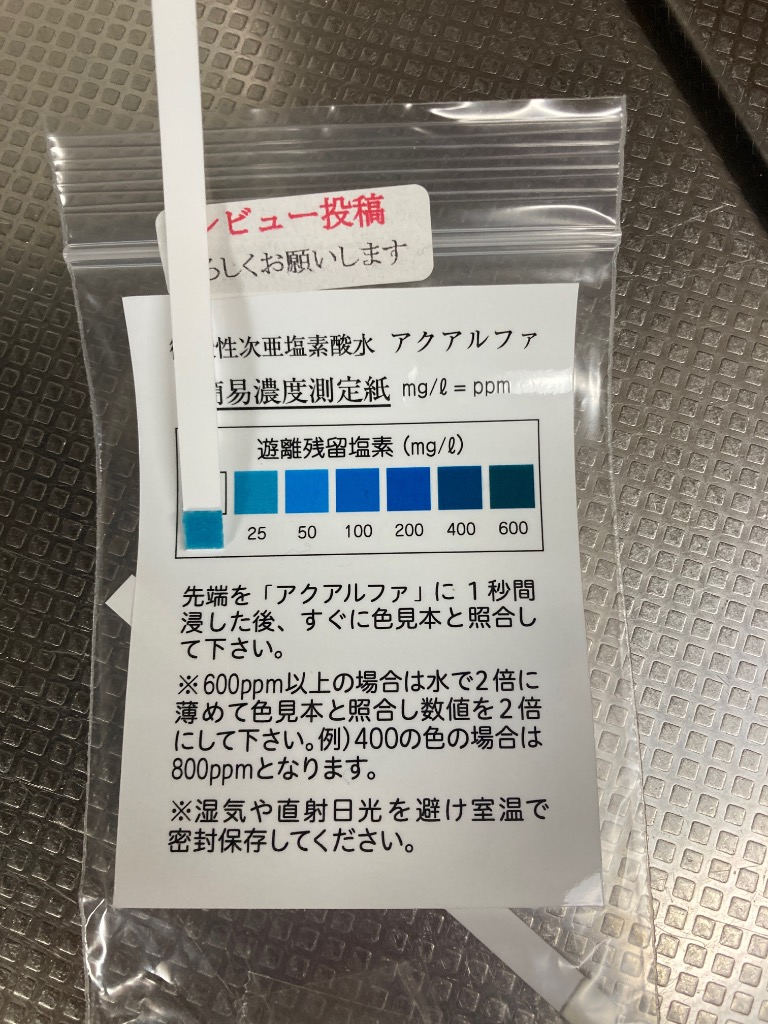 レビュー投稿
ろしくお願いします
性次亜塩素酸水 アクアルファ
簡易濃度測定紙 mg/ℓ = ppm
遊離残留塩素 (mg/ℓ)
25 50 100 200 400 600
先端を「アクアルファ」に 1 秒間
浸した後、すぐに色見本と照合し
て下さい。
※600ppm以上の場合は水で2倍に
薄めて色見本と照合し数値を2倍
にして下さい。例) 400の色の場合は
800ppmとなります。
※湿気や直射日光を避け室温で
密封保存してください。